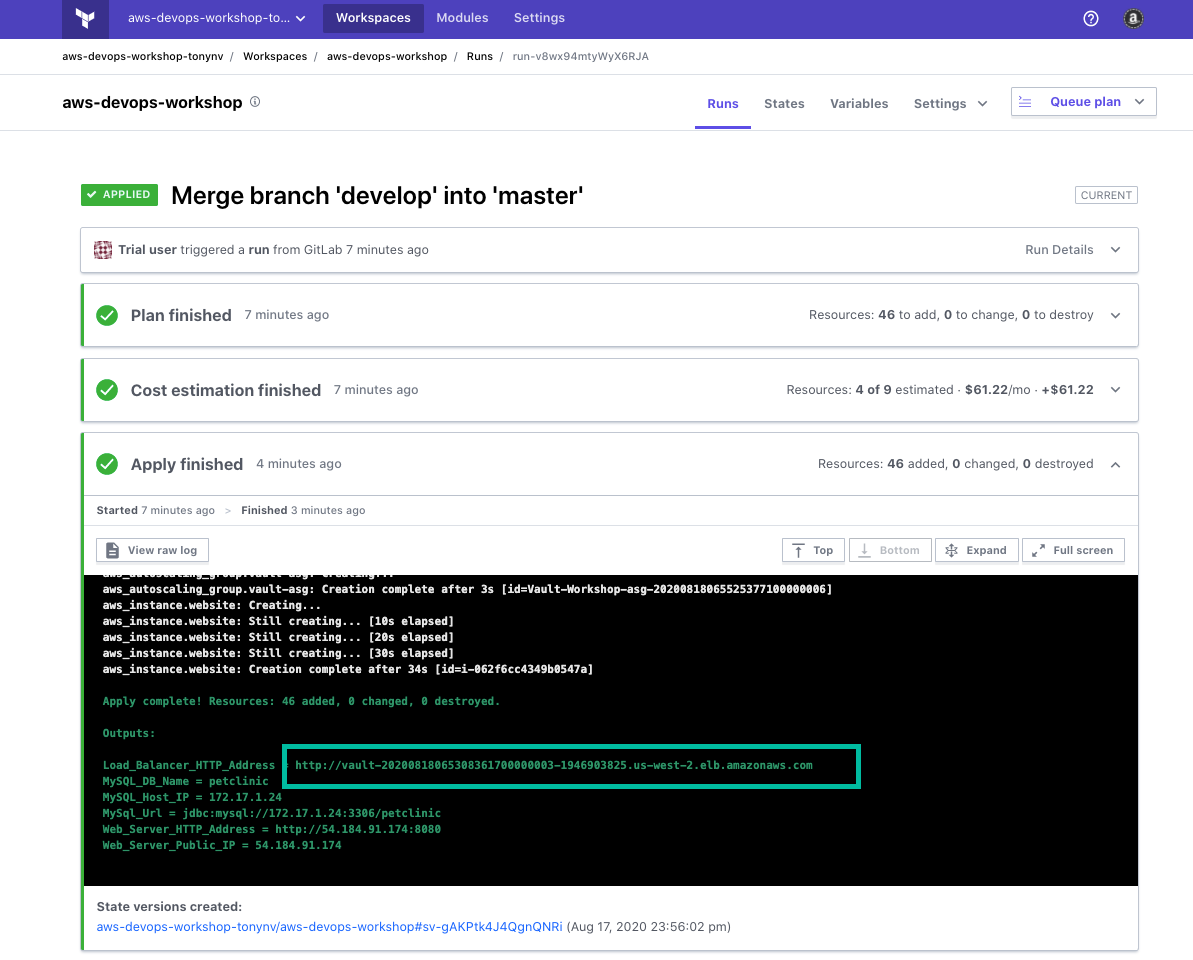 aws-devops-workshop-to... Workspaces Modules Settings
aws-devops-workshop-tonynv / Workspaces / aws-devops-workshop / Runs / run-v8wx94mtyWyX6RJA
aws-devops-workshop Runs States Variables Settings Queue plan
APPLIED Merge branch 'develop' into 'master' CURRENT
Trial user triggered a run from GitLab 7 minutes ago Run Details
Plan finished 7 minutes ago Resources: 46 to add, 0 to change, 0 to destroy
Cost estimation finished 7 minutes ago Resources: 4 of 9 estimated · $61.22/mo · +$61.22
Apply finished 4 minutes ago Resources: 46 added, 0 changed, 0 destroyed
Started 7 minutes ago > Finished 3 minutes ago
View raw log Top Bottom Expand Full screen
aws_autoscaling_group.vault-asg: Creating...
aws_autoscaling_group.vault-asg: Creation complete after 3s [id=Vault-Workshop-asg-20200818065525377100000006]
aws_instance.website: Creating...
aws_instance.website: Still creating... [10s elapsed]
aws_instance.website: Still creating... [20s elapsed]
aws_instance.website: Still creating... [30s elapsed]
aws_instance.website: Creation complete after 34s [id=i-062f6cc4349b0547a]
Apply complete! Resources: 46 added, 0 changed, 0 destroyed.
Outputs:
Load_Balancer_HTTP_Address = http://vault-20200818065308361700000003-1946903825.us-west-2.elb.amazonaws.com
MySQL_DB_Name = petclinic
MySQL_Host_IP = 172.17.1.24
MySql_Url = jdbc:mysql://172.17.1.24:3306/petclinic
Web_Server_HTTP_Address = http://54.184.91.174:8080
Web_Server_Public_IP = 54.184.91.174
State versions created:
aws-devops-workshop-tonynv/aws-devops-workshop#sv-gAKPtk4J4QgnQNRi (Aug 17, 2020 23:56:02 pm)